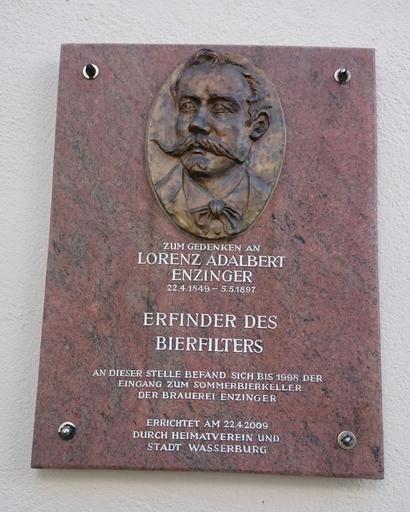 ZUM GEDENKEN AN
LORENZ ADALBERT
ENZINGER
22.4.1849 – 5.5.1897
ERFINDER DES
BIERFILTERS
AN DIESER STELLE BEFAND SICH BIS 1998 DER
EINGANG ZUM SOMMERBIERKELLER
DER BRAUEREI ENZINGER
ERRICHTET AM 22.4.2009
DURCH HEIMATVEREIN UND
STADT WASSERBURG